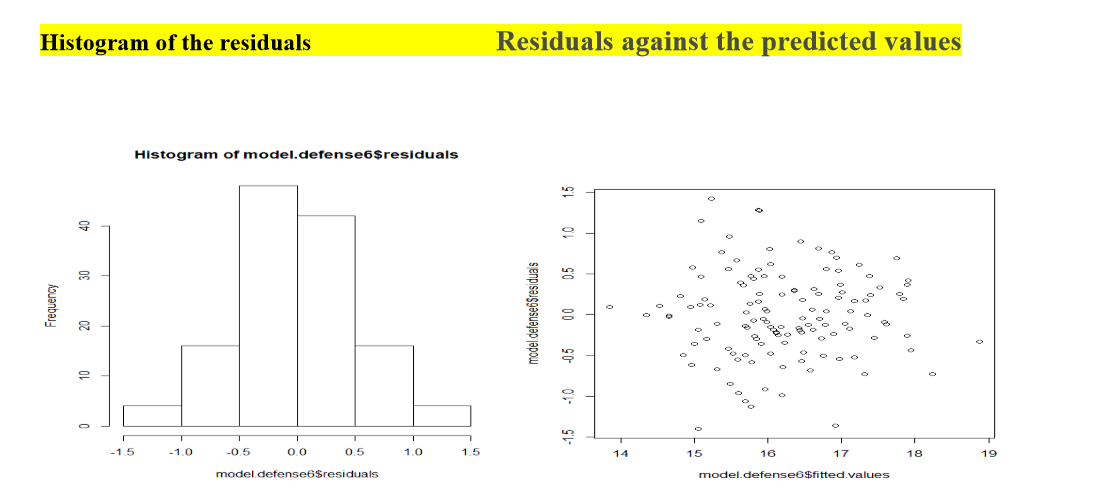 Histogram of the residuals
Residuals against the predicted values
Histogram of model.defense6$residuals
Frequency
40
30
20
10
0
-1.5 -1.0 -0.5 0.0 0.5 1.0 1.5
model.defense6$residuals
model.defense6$residuals
1.5
1.0
0.5
0.0
-0.5
-1.0
-1.5
14 15 16 17 18 19
model.defense6$fitted.values